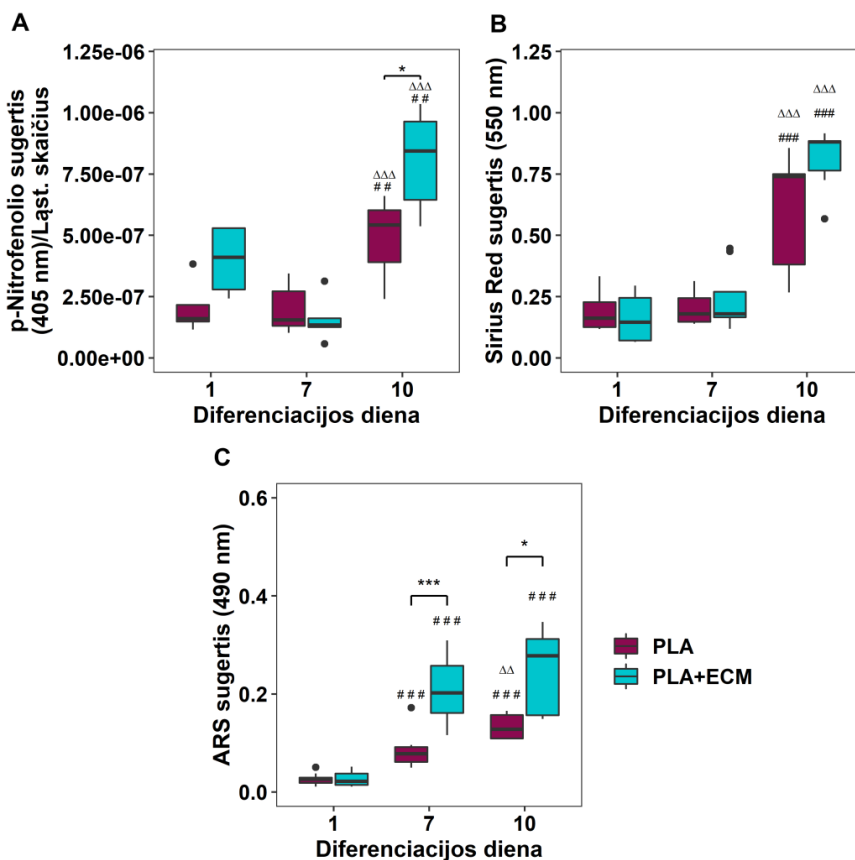 A
p-Nitrofenolio sugertis
(405 nm)/Ląst. skaičius
1.25e-06
1.00e-06
7.50e-07
5.00e-07
2.50e-07
0.00e+00
*
ΔΔΔ
# #
ΔΔΔ
# #
1 7 10
Diferenciacijos diena
B
Sirius Red sugertis (550 nm)
1.25
1.00
0.75
0.50
0.25
0.00
ΔΔΔ
###
ΔΔΔ
###
1 7 10
Diferenciacijos diena
C
ARS sugertis (490 nm)
0.6
0.4
0.2
0.0
***
# # #
# # #
*
# # #
ΔΔ
# # #
1 7 10
Diferenciacijos diena
PLA
PLA+ECM